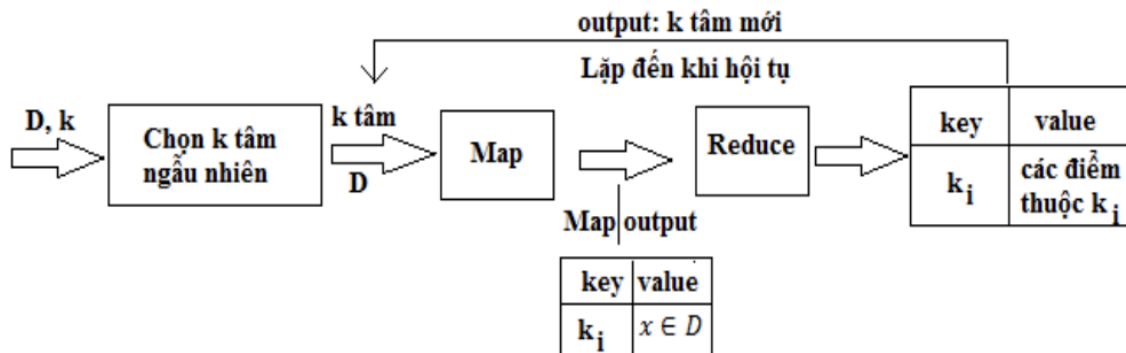 output: k tâm mới
Lặp đến khi hội tụ
D, k
Chọn k tâm
ngẫu nhiên
k tâm
D
Map
Reduce
key value
k i các điểm
thuộc k i
Map output
key value
k i x ∈ D